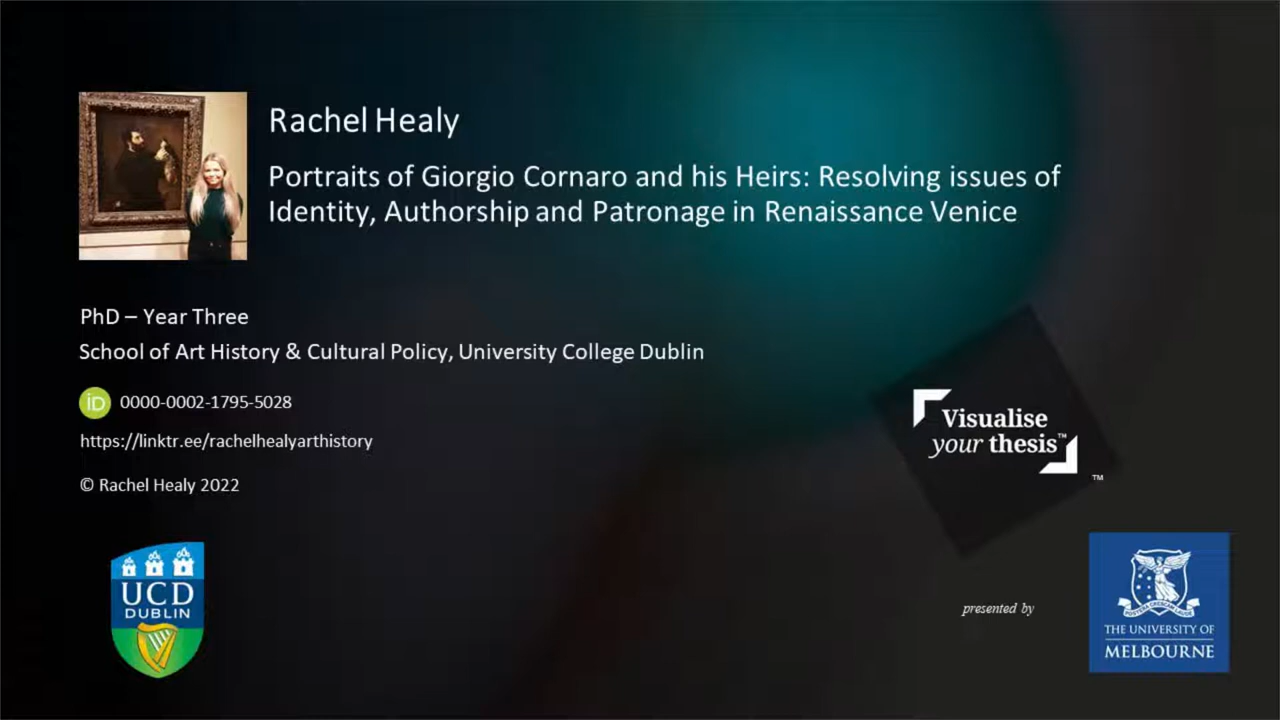 Rachel Healy
Portraits of Giorgio Cornaro and his Heirs: Resolving issues of
Identity, Authorship and Patronage in Renaissance Venice
PhD – Year Three
School of Art History & Cultural Policy, University College Dublin
iD 0000-0002-1795-5028
https://linktr.ee/rachelhealyarthistory
© Rachel Healy 2022
Visualise
your thesis™
™
UCD
DUBLIN
presented by
THE UNIVERSITY OF
MELBOURNE